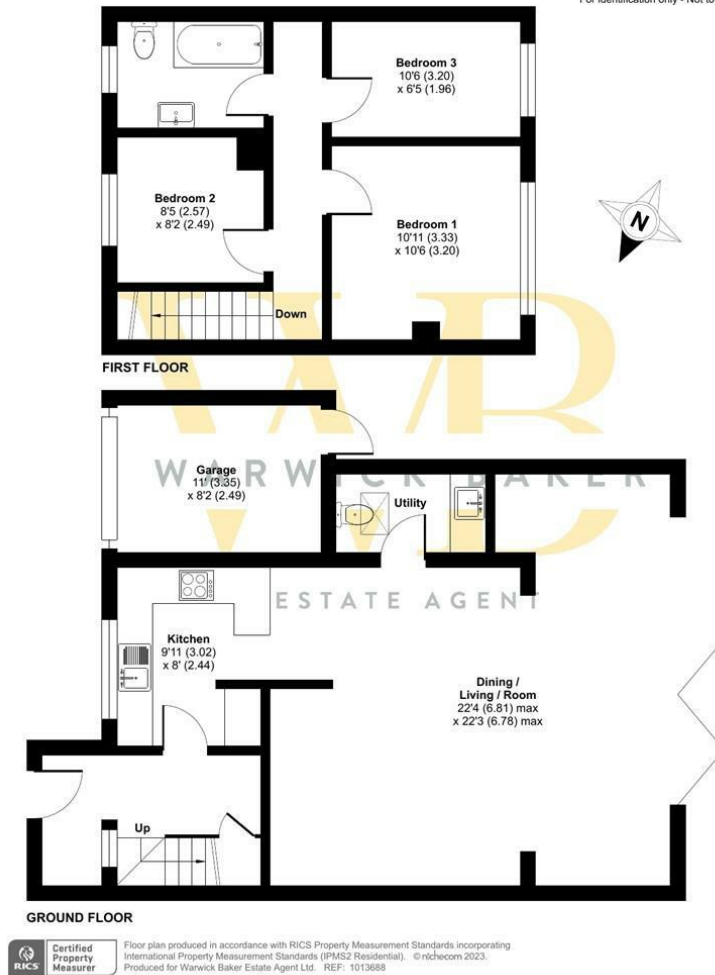 For identification only - Not to
Bedroom 3
10'6 (3.20)
x 6'5 (1.96)
Bedroom 2
8'5 (2.57)
x 8'2 (2.49)
Bedroom 1
10'11 (3.33)
x 10'6 (3.20)
N
Down
FIRST FLOOR
WB
Garage
11' (3.35)
x 8'2 (2.49)
WARWICK BAKER
Utility
ESTATE AGENT
Kitchen
9'11 (3.02)
x 8' (2.44)
Dining /
Living / Room
22'4 (6.81) max
x 22'3 (6.78) max
Up
GROUND FLOOR
RICS
Certified
Property
Measurer
Floor plan produced in accordance with RICS Property Measurement Standards incorporating
International Property Measurement Standards (IPMS2 Residential). © nichecom 2023.
Produced for Warwick Baker Estate Agent Ltd. REF: 1013688